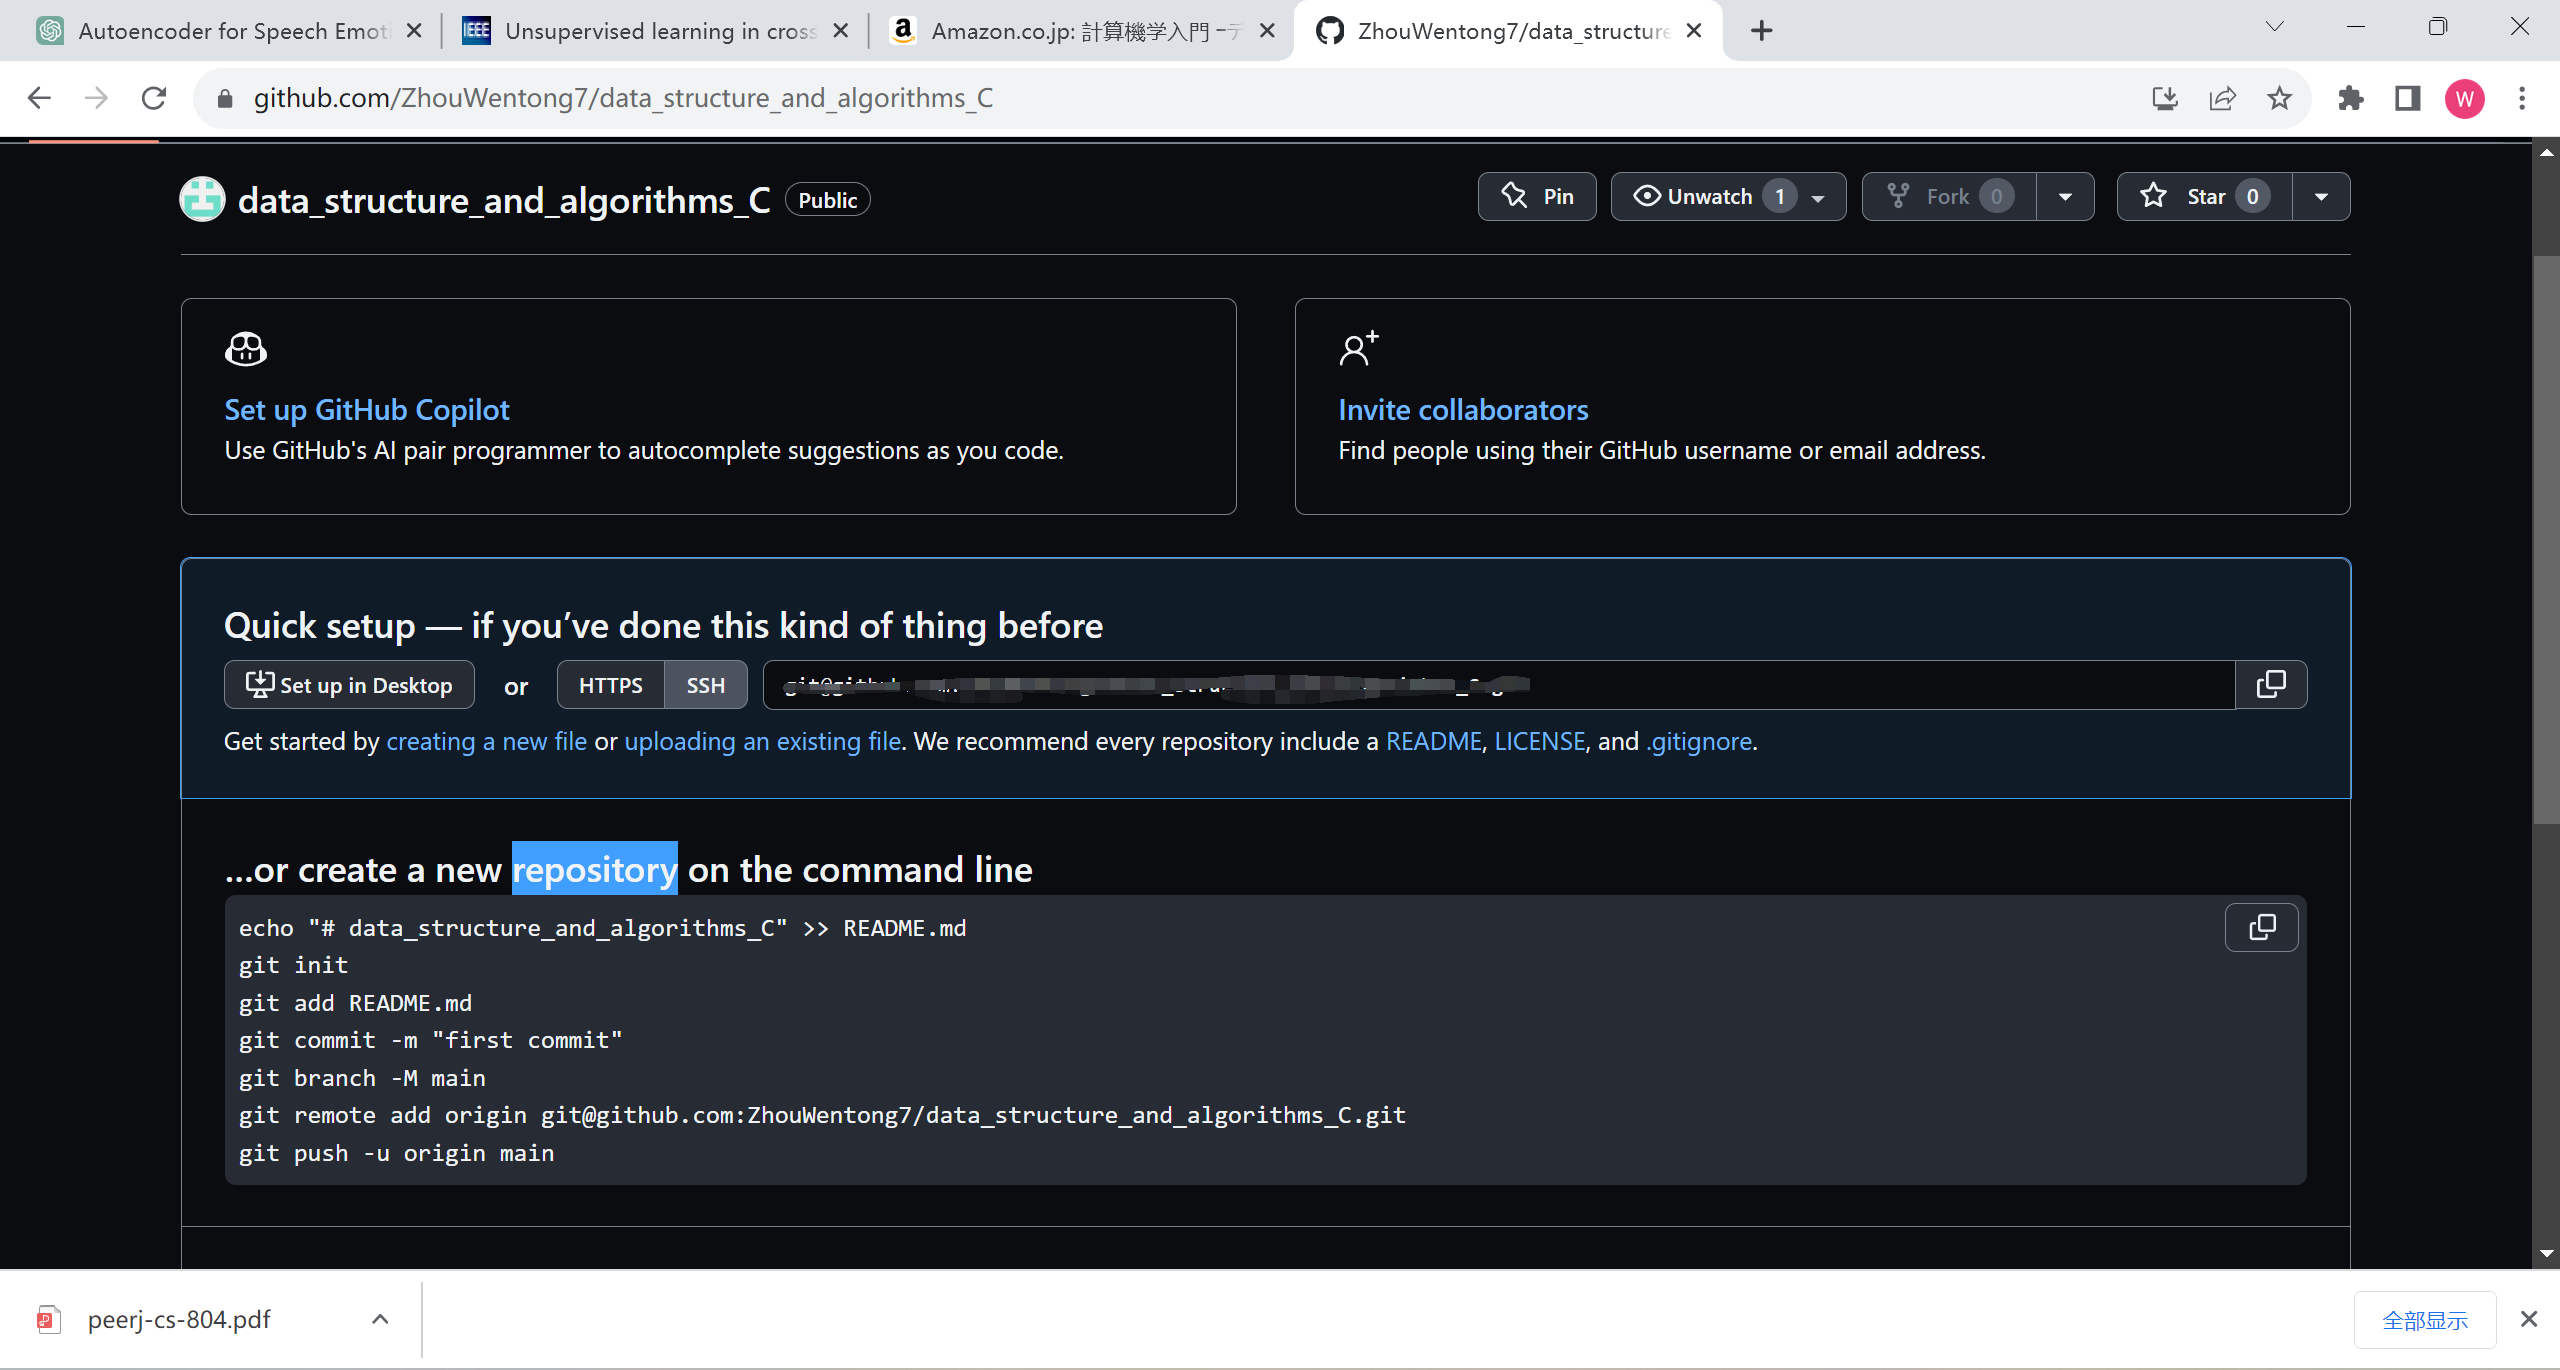 Autoencoder for Speech Emot
IEEE Unsupervised learning in cross
Amazon.co.jp: 計算機学入門 -デ
ZhouWentong7/data_structure
github.com/ZhouWentong7/data_structure_and_algorithms_C
W
data_structure_and_algorithms_C Public
Pin Unwatch 1 Fork 0 Star 0
Set up GitHub Copilot
Use GitHub's AI pair programmer to autocomplete suggestions as you code.
Invite collaborators
Find people using their GitHub username or email address.
Quick setup — if you’ve done this kind of thing before
Set up in Desktop or HTTPS SSH
Get started by creating a new file or uploading an existing file. We recommend every repository include a README, LICENSE, and .gitignore.
…or create a new repository on the command line
echo "# data_structure_and_algorithms_C" >> README.md
git init
git add README.md
git commit -m "first commit"
git branch -M main
git remote add origin git@github.com:ZhouWentong7/data_structure_and_algorithms_C.git
git push -u origin main
peerj-cs-804.pdf
全部显示